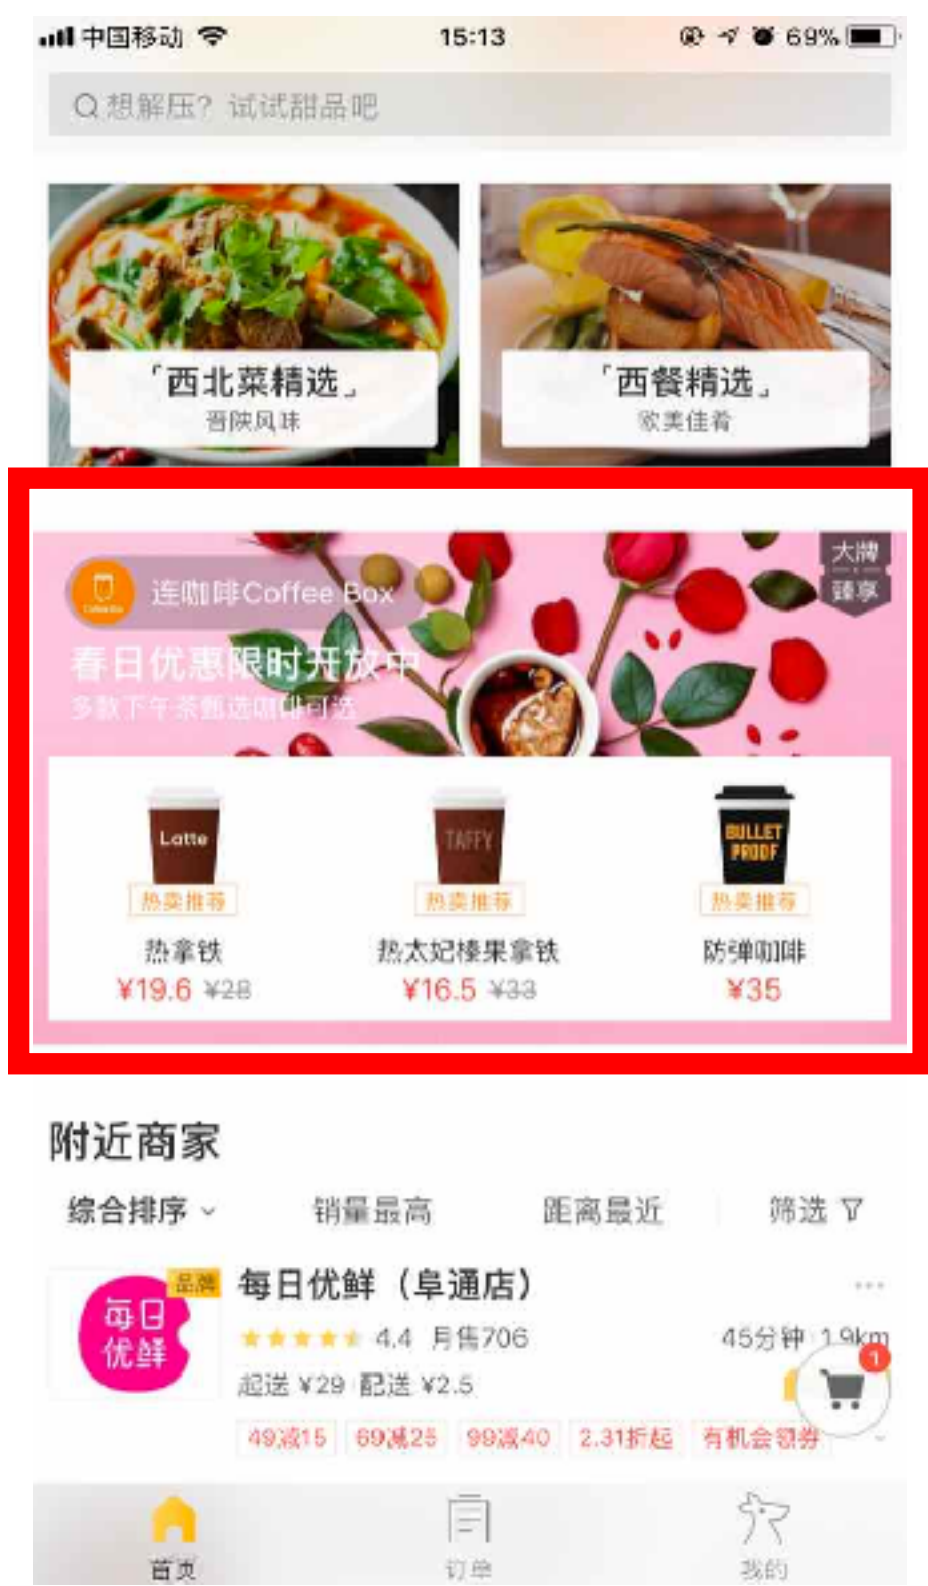 中国移动 15:13 69%
想解压？试试甜品吧
「西北菜精选」 「西餐精选」
晋陕风味 欧美佳肴
大牌
臻享
连咖啡Coffee Box
春日优惠限时开放中
多款下午茶甄选咖啡可选
Latte TAFFY BULLET
PROOF
热卖推荐 热卖推荐 热卖推荐
热拿铁 热太妃榛果拿铁 防弹咖啡
¥19.6 ¥28 ¥16.5 ¥33 ¥35
附近商家
综合排序 销量最高 距离最近 筛选
品牌
每日优鲜（阜通店）
每日
优鲜
4.4 月售706 45分钟 1.9km
1
起送 ¥29 配送 ¥2.5
49减15 69减25 99减40 2.31折起 有机会领券
首页 订单 我的